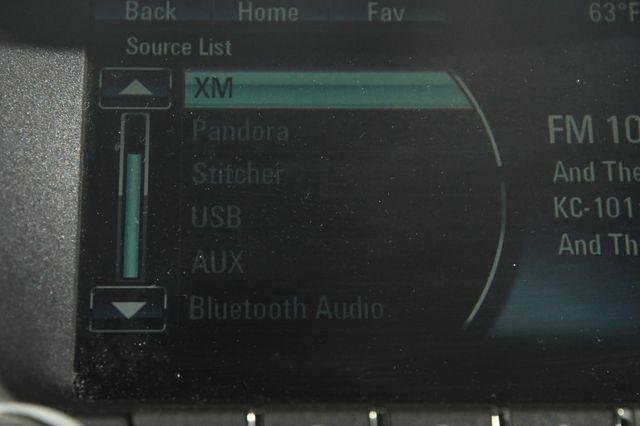 Back Home Fav 63°F
Source List
XM
Pandora
Stitcher
USB
AUX
Bluetooth Audio
FM 10
And The
KC-101
And Th